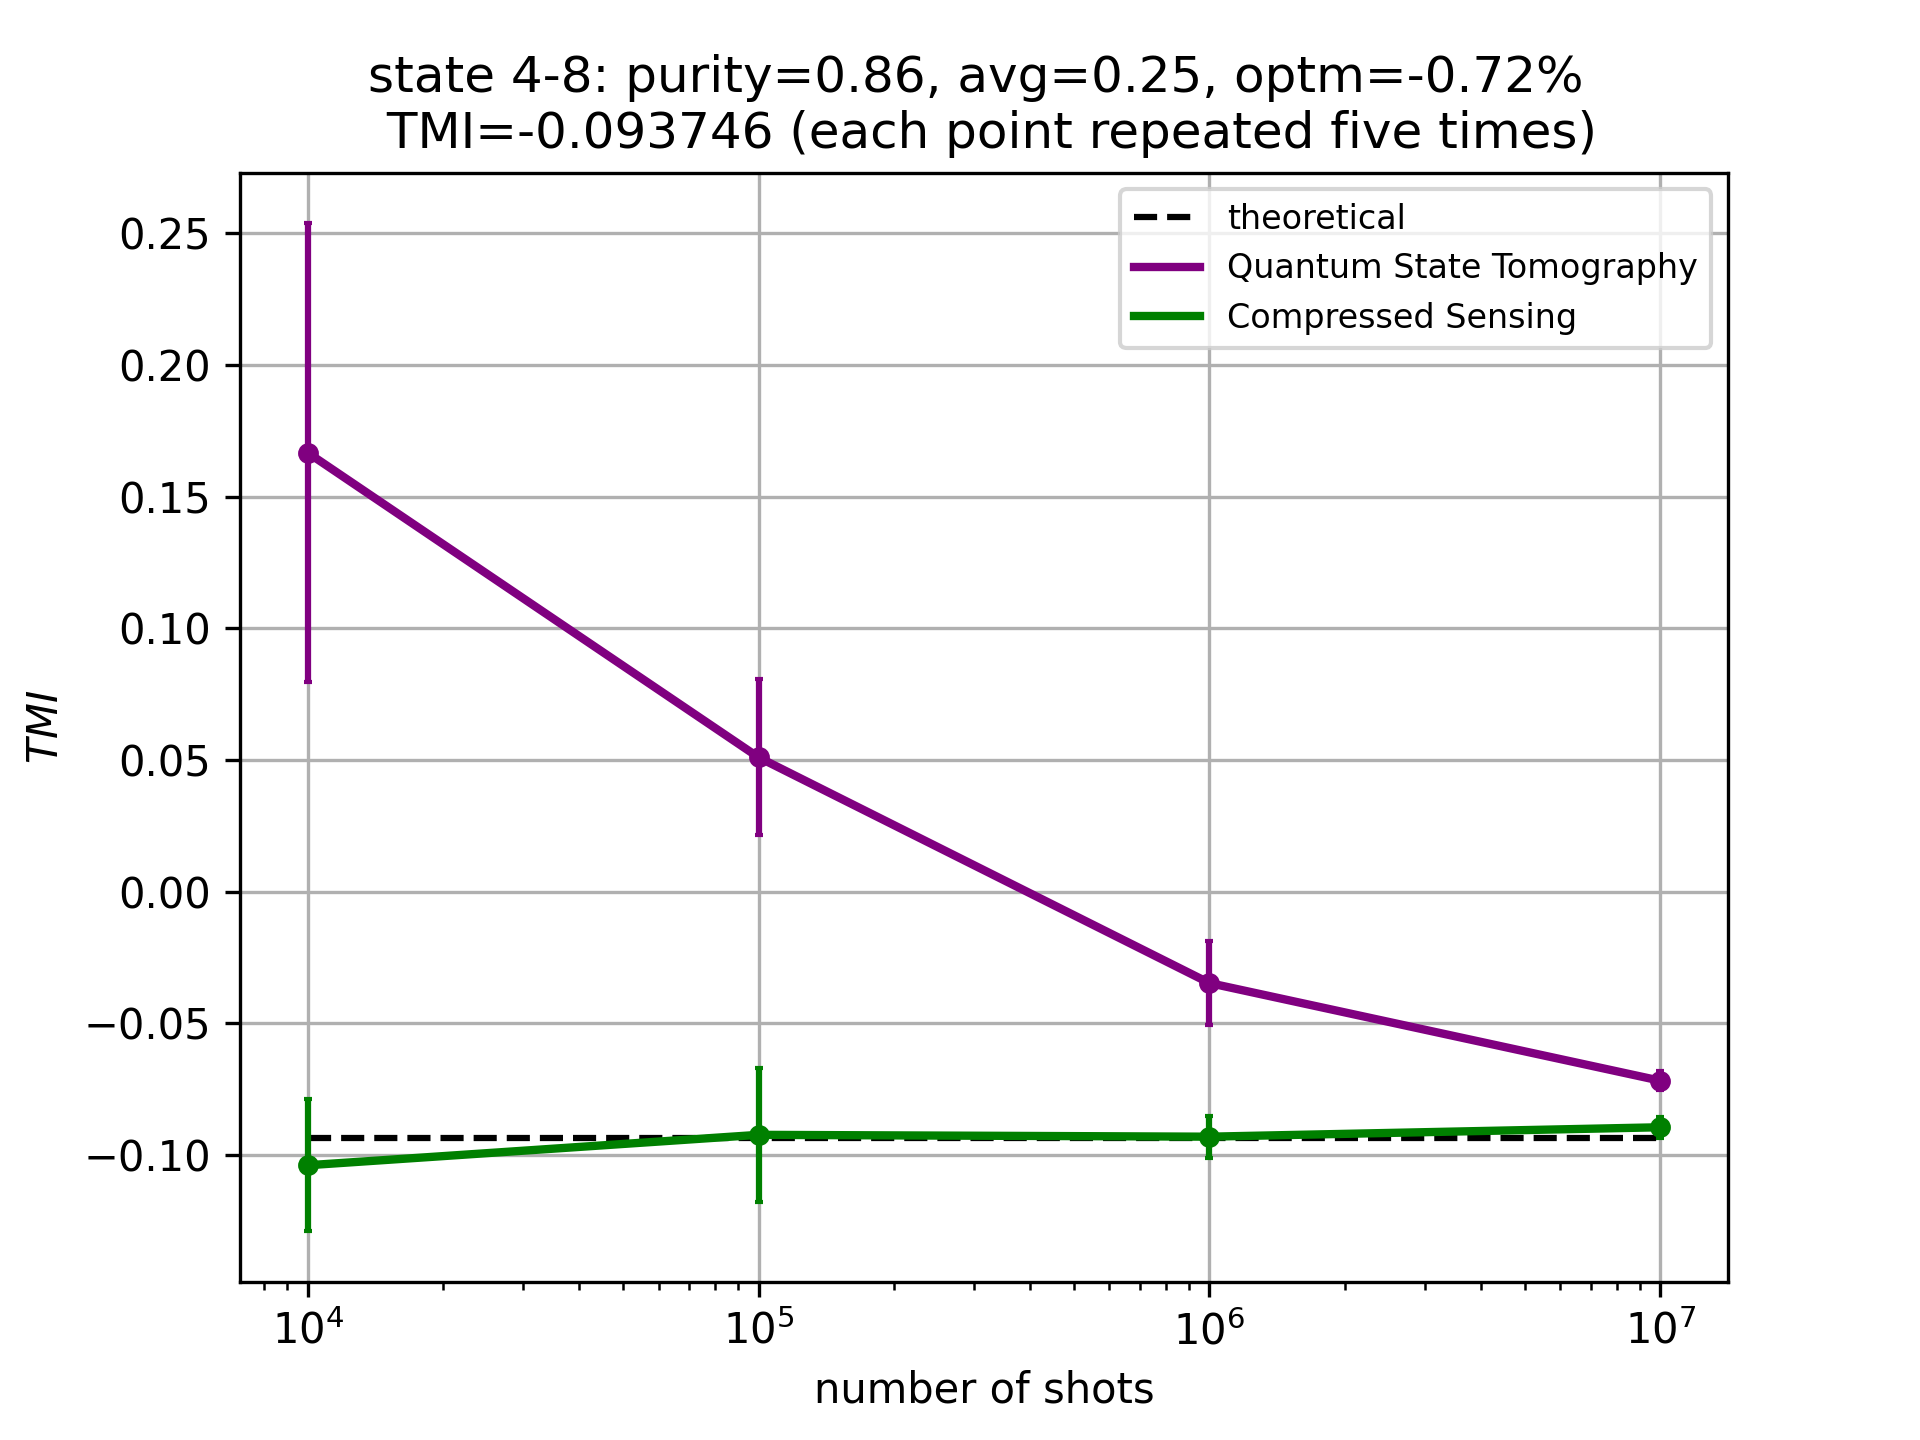 state 4-8: purity=0.86, avg=0.25, optm=-0.72%
TMI=-0.093746 (each point repeated five times)
theoretical
Quantum State Tomography
Compressed Sensing
0.25
0.20
0.15
0.10
0.05
0.00
−0.05
−0.10
TMI
10⁴ 10⁵ 10⁶ 10⁷
number of shots